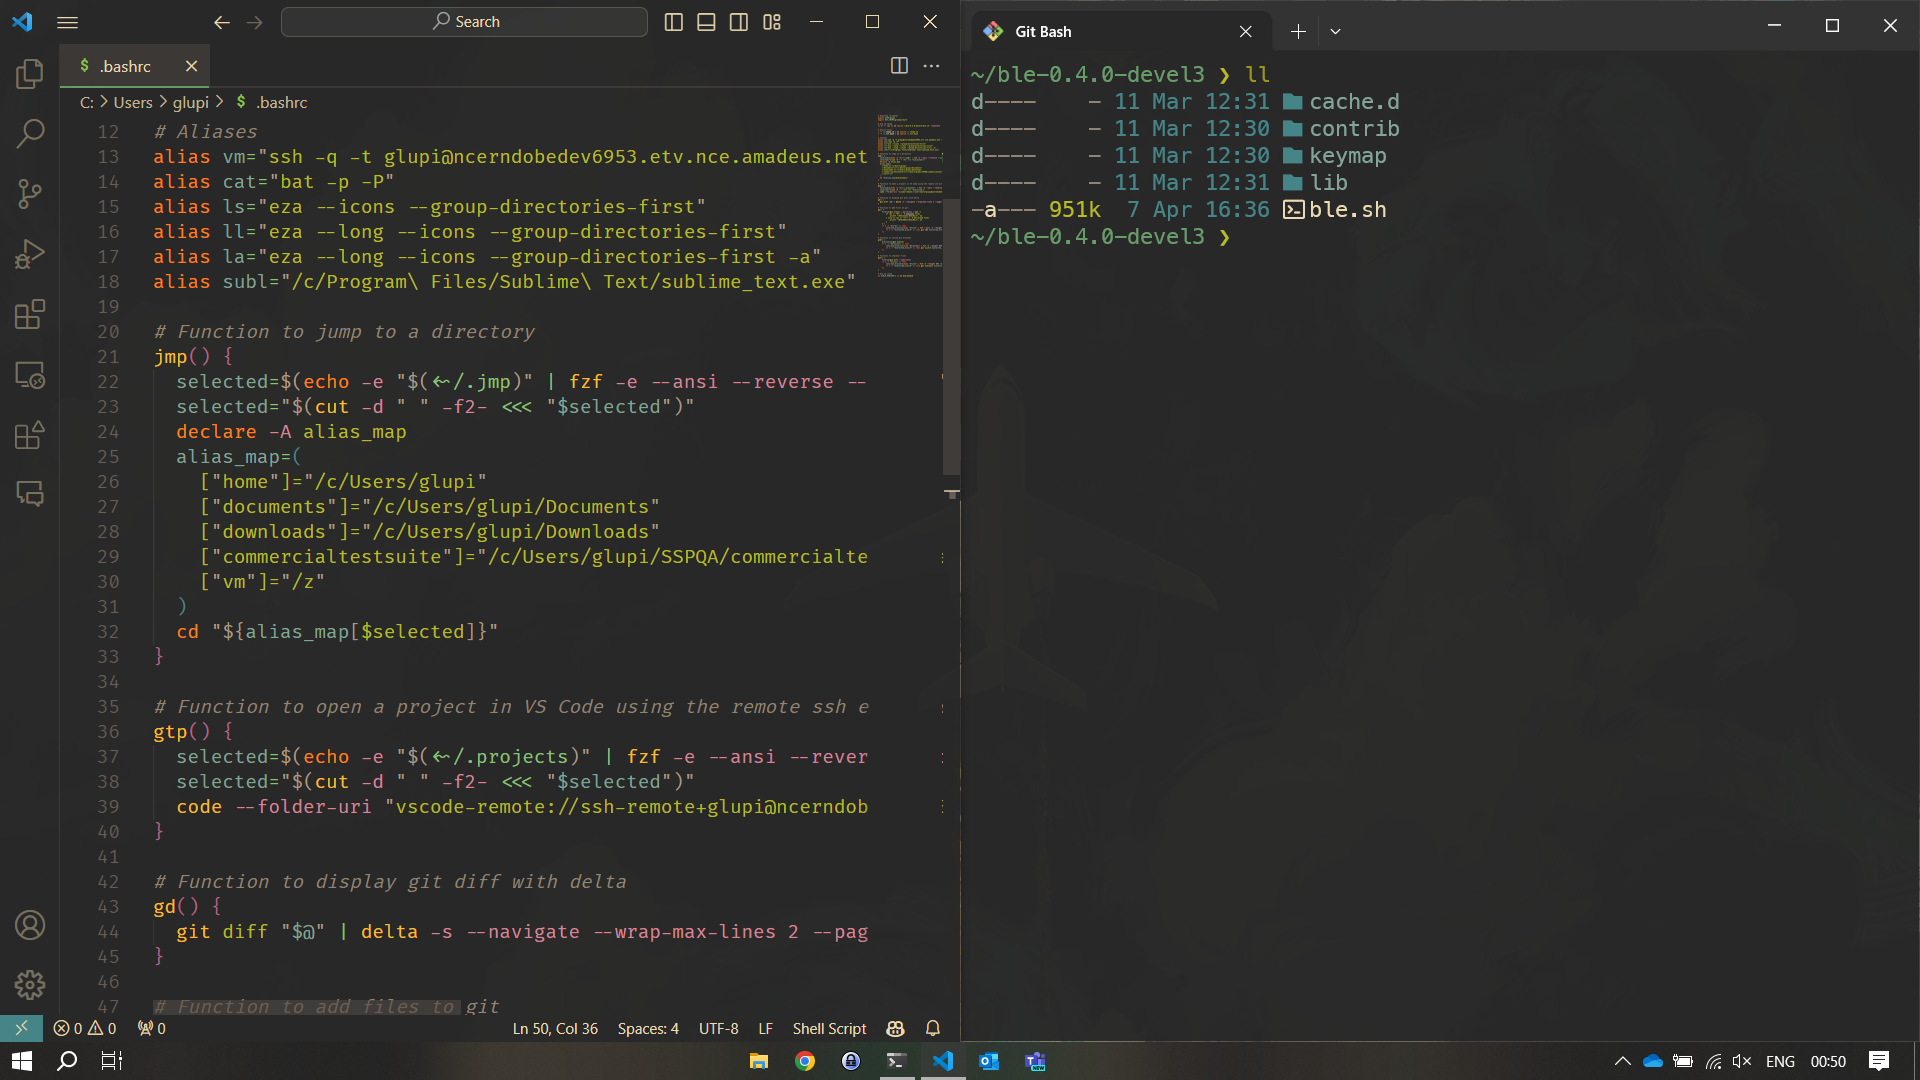 Search
$ .bashrc
C: > Users > glupi > $ .bashrc
12 # Aliases
13 alias vm="ssh -q -t glupi@ncerndobedev6953.etv.nce.amadeus.net
14 alias cat="bat -p -P"
15 alias ls="eza --icons --group-directories-first"
16 alias ll="eza --long --icons --group-directories-first"
17 alias la="eza --long --icons --group-directories-first -a"
18 alias subl="/c/Program\ Files/Sublime\ Text/sublime_text.exe"
19
20 # Function to jump to a directory
21 jmp() {
22 selected=$(echo -e "$(<~/.jmp)" | fzf -e --ansi --reverse --
23 selected="$(cut -d " " -f2- <<< "$selected")"
24 declare -A alias_map
25 alias_map=(
26 ["home"]="/c/Users/glupi"
27 ["documents"]="/c/Users/glupi/Documents"
28 ["downloads"]="/c/Users/glupi/Downloads"
29 ["commercialtestsuite"]="/c/Users/glupi/SSPQA/commercialte
30 ["vm"]="/z"
31 )
32 cd "${alias_map[$selected]}"
33 }
34
35 # Function to open a project in VS Code using the remote ssh e
36 gtp() {
37 selected=$(echo -e "$(<~/.projects)" | fzf -e --ansi --rever
38 selected="$(cut -d " " -f2- <<< "$selected")"
39 code --folder-uri "vscode-remote://ssh-remote+glupi@ncerndob
40 }
41
42 # Function to display git diff with delta
43 gd() {
44 git diff "$@" | delta -s --navigate --wrap-max-lines 2 --pag
45 }
46
47 # Function to add files to git
0 0 0 Ln 50, Col 36 Spaces: 4 UTF-8 LF Shell Script
Git Bash
~/ble-0.4.0-devel3 ❯ ll
d---- - 11 Mar 12:31 cache.d
d---- - 11 Mar 12:30 contrib
d---- - 11 Mar 12:30 keymap
d---- - 11 Mar 12:31 lib
-a--- 951k 7 Apr 16:36 ble.sh
~/ble-0.4.0-devel3 ❯
ENG 00:50